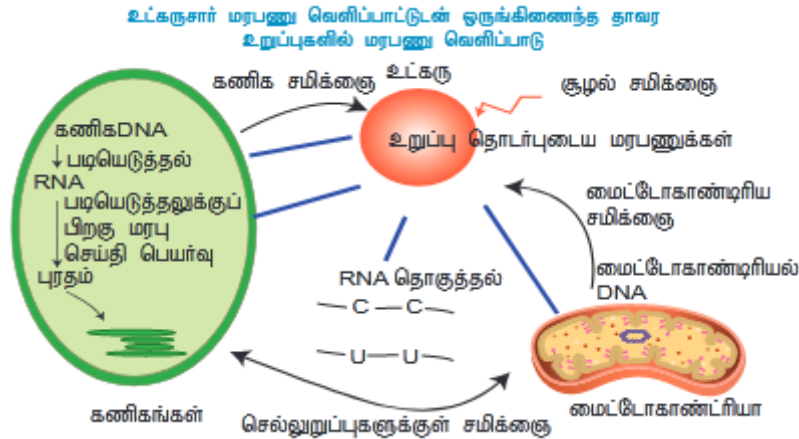 உட்கருசார் மரபணு வெளிப்பாட்டுடன் ஒருங்கிணைந்த தாவர
உறுப்புகளில் மரபணு வெளிப்பாடு
கணிக சமிக்ஞை
உட்கரு
சூழல் சமிக்ஞை
கணிகDNA
படியெடுத்தல்
RNA
படியெடுத்தலுக்குப்
பிறகு மரபு
செய்தி பெயர்வு
புரதம்
உறுப்பு தொடர்புடைய மரபணுக்கள்
மைட்டோகாண்டிரிய
சமிக்ஞை
RNA தொகுத்தல்
C C
U U
மைட்டோகாண்டிரியல்
DNA
கணிகங்கள்
செல்லுறுப்புகளுக்குள் சமிக்ஞை
மைட்டோகாண்ட்ரியா